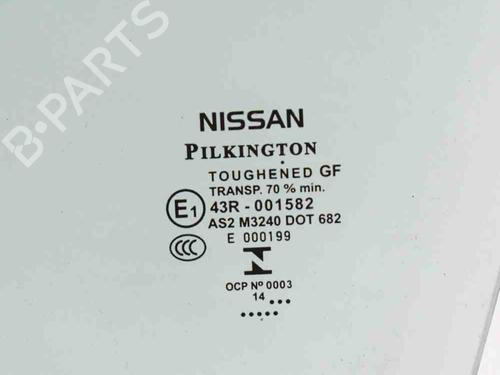 B-PARTS
NISSAN
PILKINGTON
TOUGHENED GF
TRANSP. 70 % min.
E1 43R - 001582
AS2 M3240 DOT 682
CCC E 000199
N
OCP Nº 0003
14 ...
.....